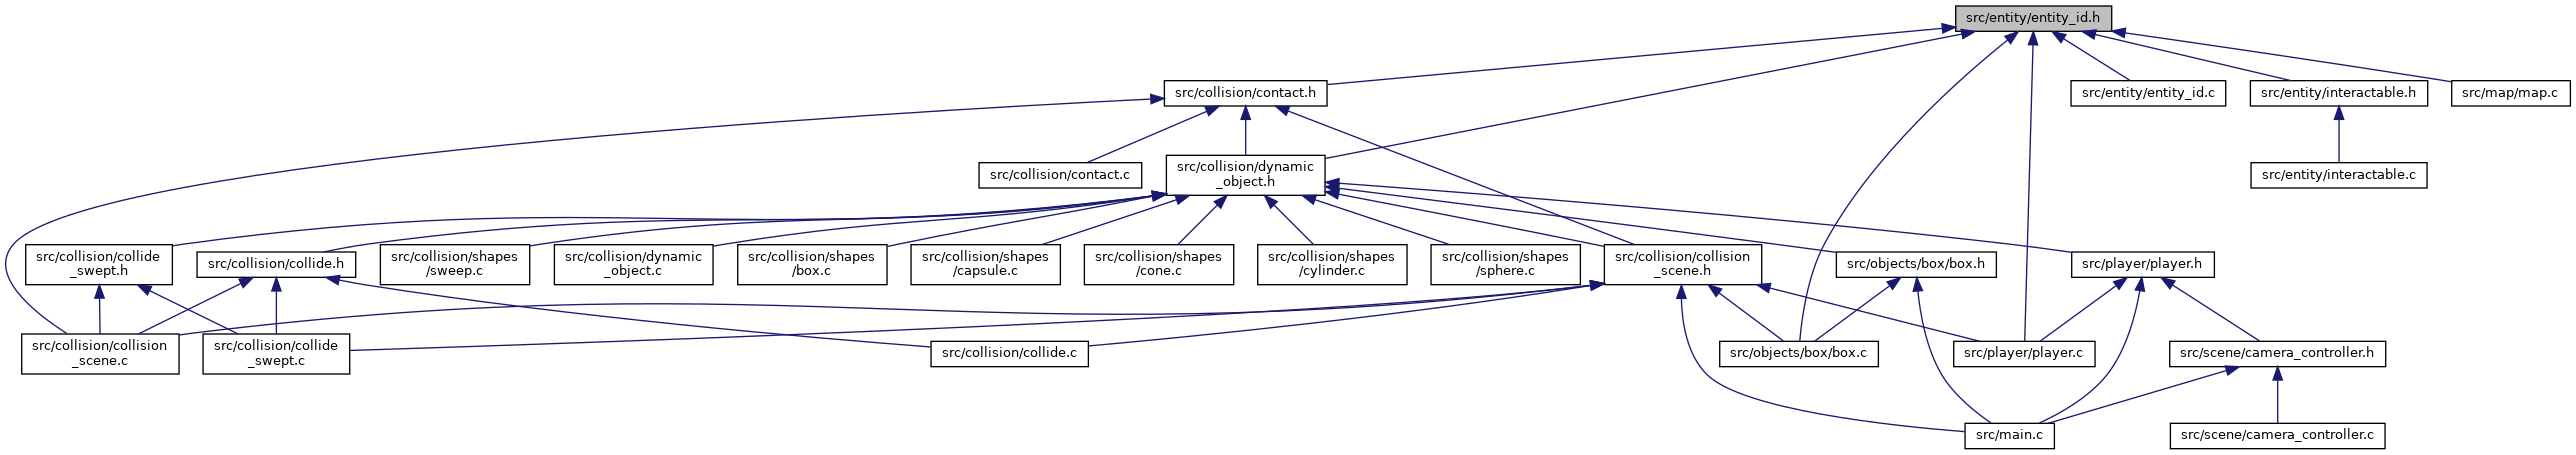 src/entity/entity_id.h
src/collision/contact.h
src/entity/entity_id.c
src/entity/interactable.h
src/map/map.c
src/collision/contact.c
src/collision/dynamic
_object.h
src/entity/interactable.c
src/collision/collide
_swept.h
src/collision/collide.h
src/collision/shapes
/sweep.c
src/collision/dynamic
_object.c
src/collision/shapes
/box.c
src/collision/shapes
/capsule.c
src/collision/shapes
/cone.c
src/collision/shapes
/cylinder.c
src/collision/shapes
/sphere.c
src/collision/collision
_scene.h
src/objects/box/box.h
src/player/player.h
src/collision/collision
_scene.c
src/collision/collide
_swept.c
src/collision/collide.c
src/objects/box/box.c
src/player/player.c
src/scene/camera_controller.h
src/main.c
src/scene/camera_controller.c